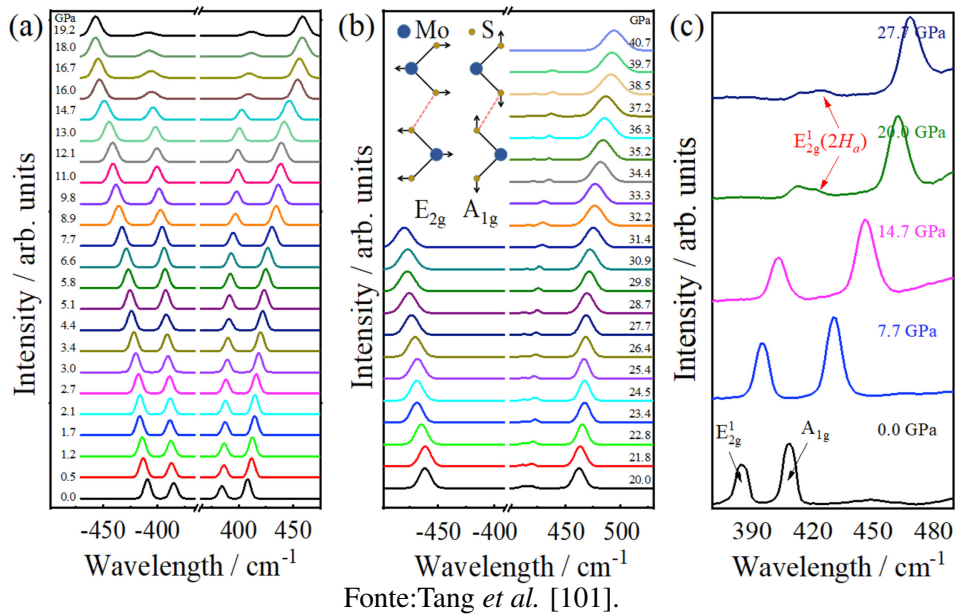 (a)
GPa
19.2
18.0
16.7
16.0
14.7
13.0
12.1
11.0
9.8
8.9
7.7
6.6
5.8
5.1
4.4
3.4
3.0
2.7
2.1
1.7
1.2
0.5
0.0
Intensity / arb. units
-450 -400 400 450
Wavelength / cm⁻¹
(b)
GPa
Mo S
E₂g A₁g
40.7
39.7
38.5
37.2
36.3
35.2
34.4
33.3
32.2
31.4
30.9
29.8
28.7
27.7
26.4
25.4
24.5
23.4
22.8
21.8
20.0
Intensity / arb. units
-450 -400 450 500
Wavelength / cm⁻¹
(c)
27.7 GPa
E¹₂g(2Hₐ)
20.0 GPa
14.7 GPa
7.7 GPa
0.0 GPa
E¹₂g A₁g
Intensity / arb. units
390 420 450 480
Wavelength / cm⁻¹
Fonte:Tang et al. [101].